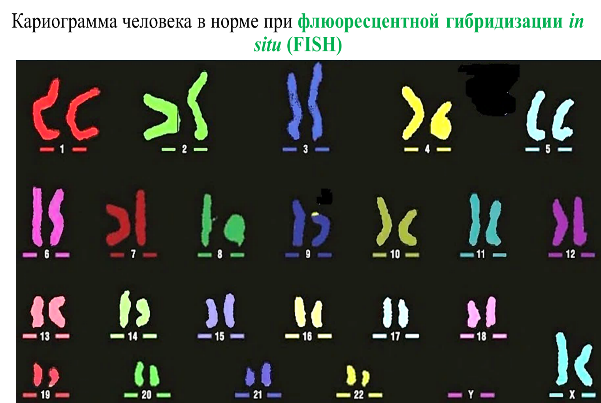 Кариограмма человека в норме при флюоресцентной гибридизации in
situ (FISH)
1 2 3 4 5
6 7 8 9 10 11 12
13 14 15 16 17 18
19 20 21 22 Y X